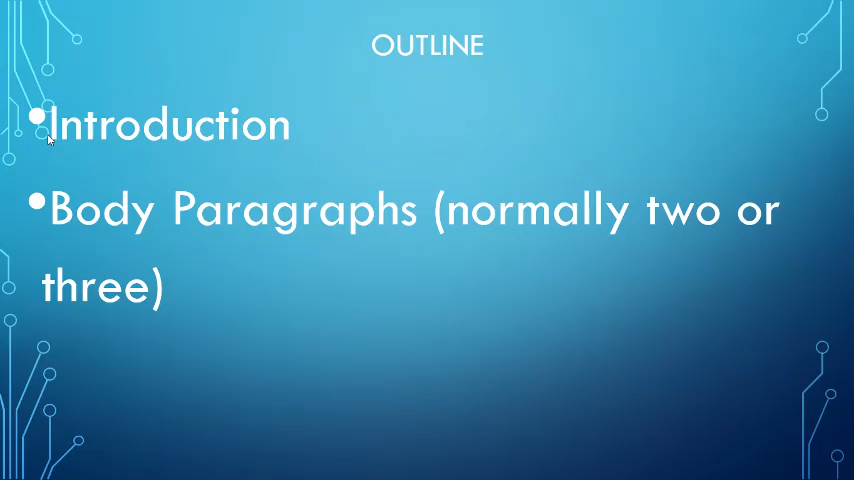 OUTLINE
•Introduction
•Body Paragraphs (normally two or
three)